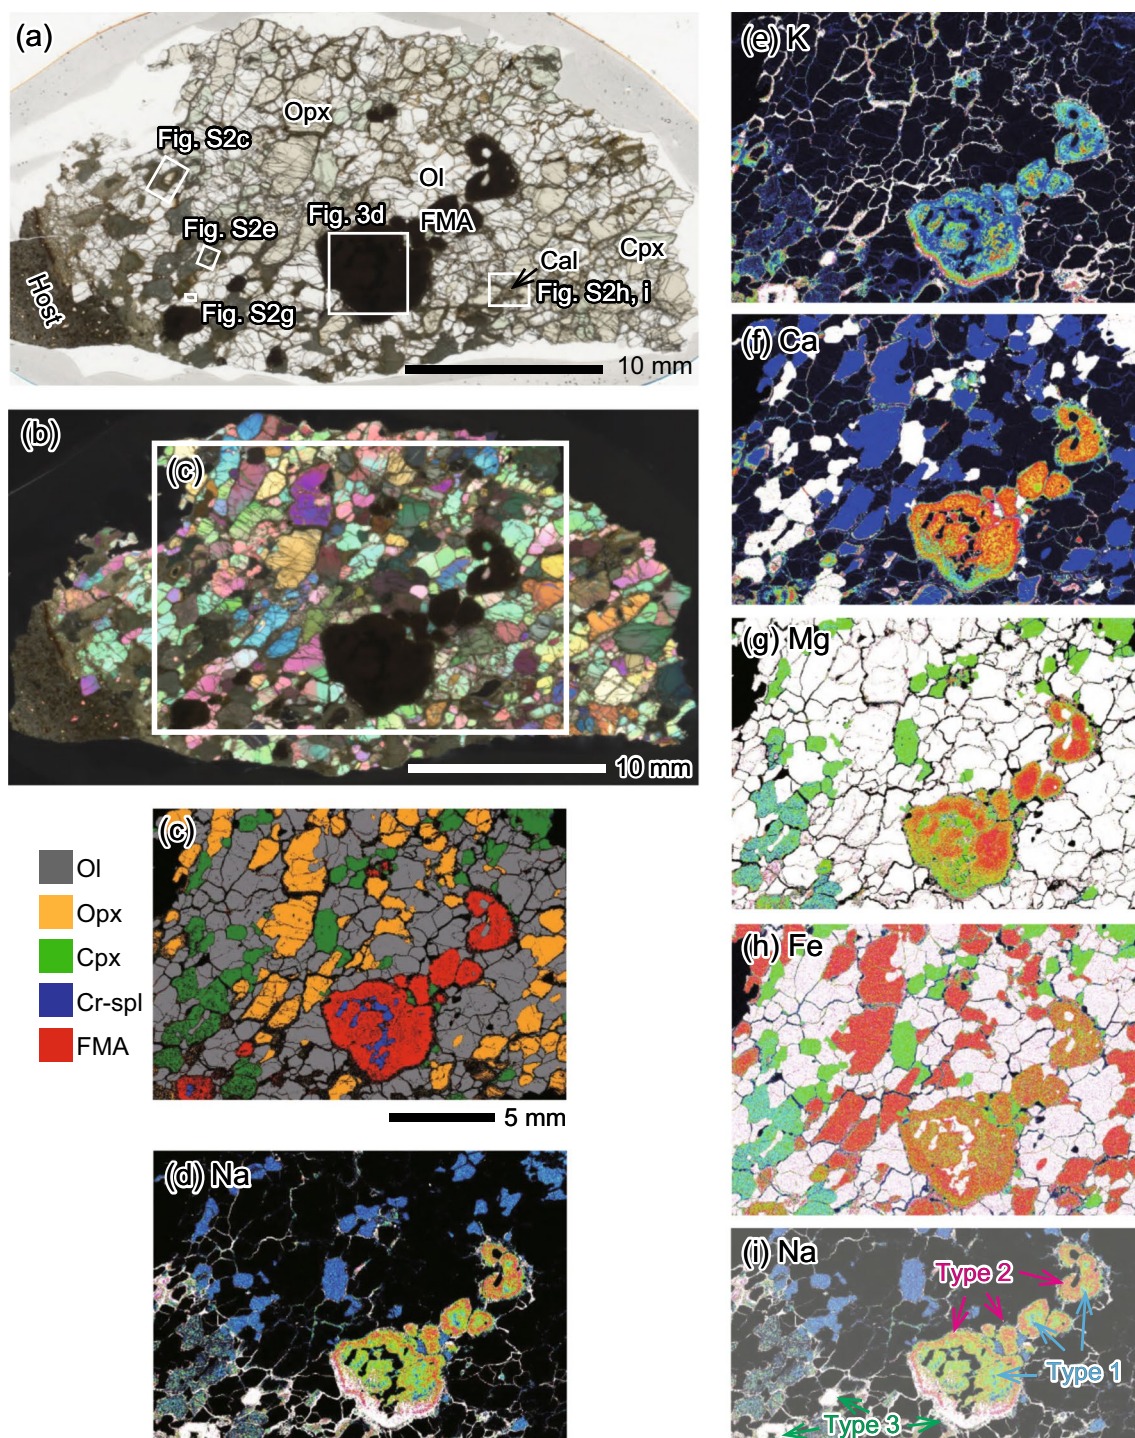 (a)
Opx
Fig. S2c
Ol
Fig. 3d
FMA
Fig. S2e
Cpx
Cal
Fig. S2h, i
Host
Fig. S2g
10 mm
(b)
(c)
10 mm
(c)
Ol
Opx
Cpx
Cr-spl
FMA
5 mm
(d) Na
(e) K
(f) Ca
(g) Mg
(h) Fe
(i) Na
Type 2
Type 1
Type 3